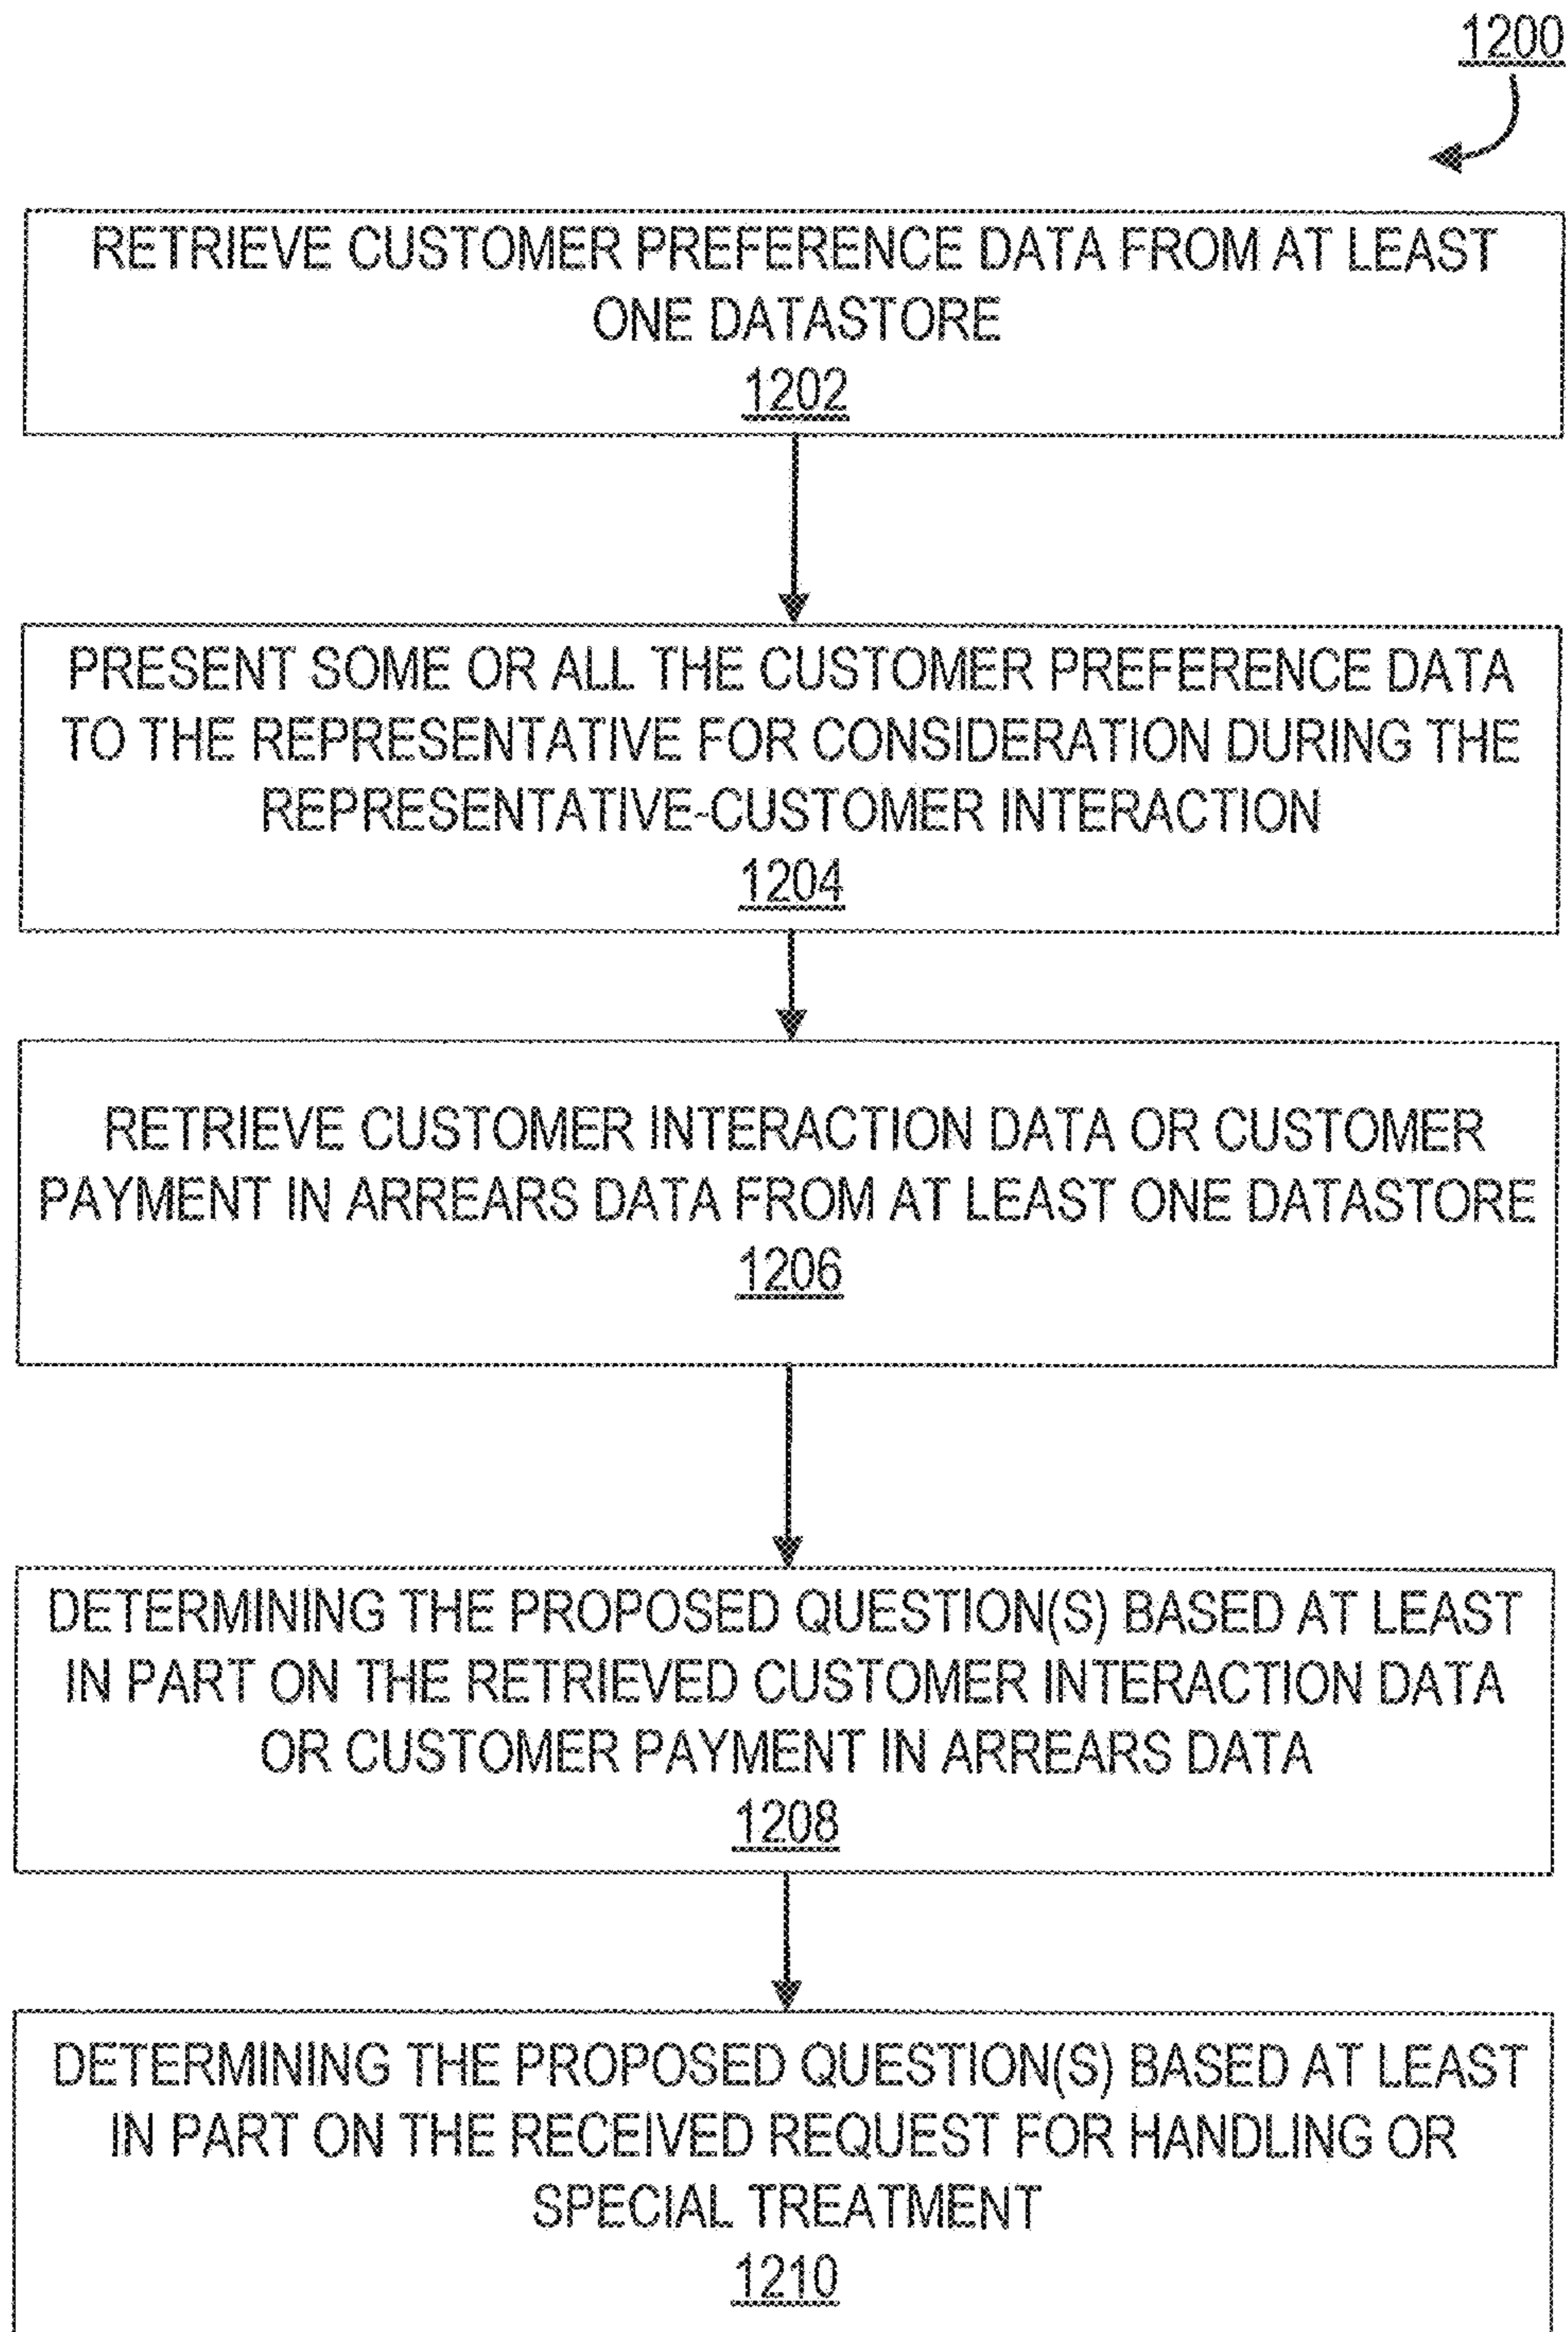 1200
RETRIEVE CUSTOMER PREFERENCE DATA FROM AT LEAST
ONE DATASTORE
1202
PRESENT SOME OR ALL THE CUSTOMER PREFERENCE DATA
TO THE REPRESENTATIVE FOR CONSIDERATION DURING THE
REPRESENTATIVE-CUSTOMER INTERACTION
1204
RETRIEVE CUSTOMER INTERACTION DATA OR CUSTOMER
PAYMENT IN ARREARS DATA FROM AT LEAST ONE DATASTORE
1206
DETERMINING THE PROPOSED QUESTION(S) BASED AT LEAST
IN PART ON THE RETRIEVED CUSTOMER INTERACTION DATA
OR CUSTOMER PAYMENT IN ARREARS DATA
1208
DETERMINING THE PROPOSED QUESTION(S) BASED AT LEAST
IN PART ON THE RECEIVED REQUEST FOR HANDLING OR
SPECIAL TREATMENT
1210